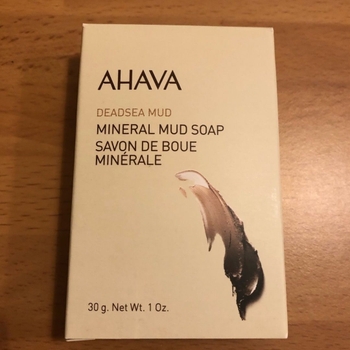 AHAVA
DEADSEA MUD
MINERAL MUD SOAP
SAVON DE BOUE
MINÉRALE
30 g. Net Wt. 1 Oz.